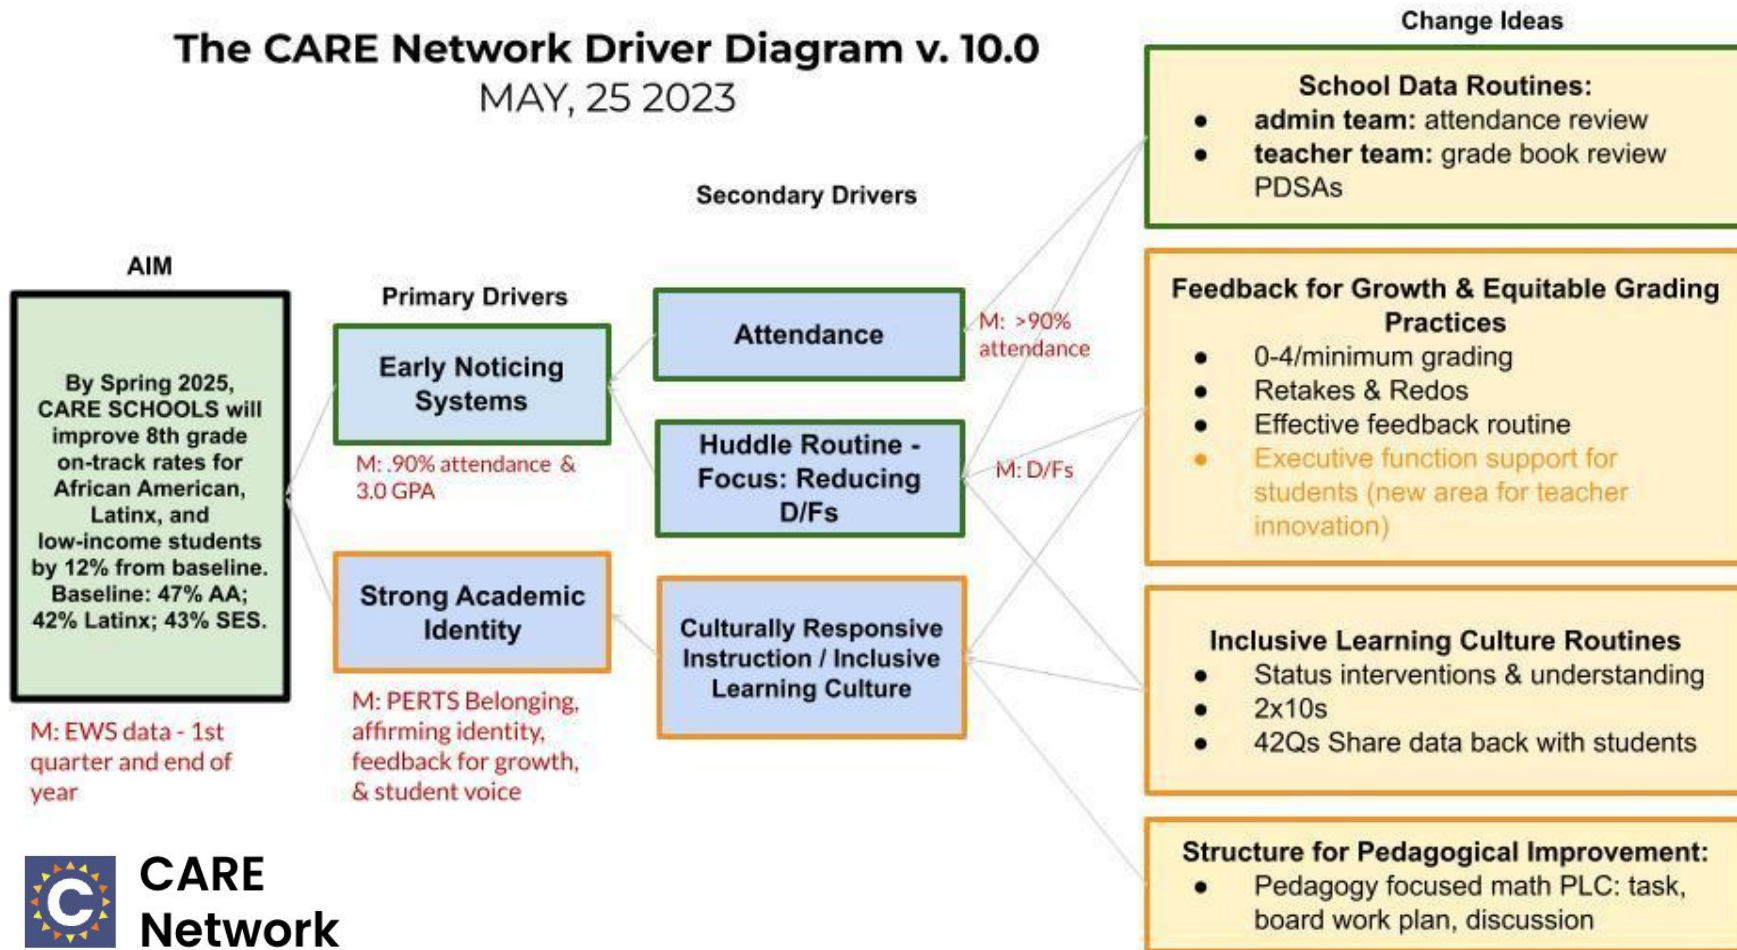 The CARE Network Driver Diagram v. 10.0
MAY, 25 2023
AIM
By Spring 2025,
CARE SCHOOLS will
improve 8th grade
on-track rates for
African American,
Latinx, and
low-income students
by 12% from baseline.
Baseline: 47% AA;
42% Latinx; 43% SES.
M: EWS data - 1st
quarter and end of
year
Primary Drivers
Early Noticing
Systems
M: .90% attendance &
3.0 GPA
Strong Academic
Identity
M: PERTS Belonging,
affirming identity,
feedback for growth,
& student voice
Secondary Drivers
Attendance
M: >90%
attendance
Huddle Routine -
Focus: Reducing
D/Fs
M: D/Fs
Culturally Responsive
Instruction / Inclusive
Learning Culture
Change Ideas
School Data Routines:
● admin team: attendance review
● teacher team: grade book review
PDSAs
Feedback for Growth & Equitable Grading
Practices
● 0-4/minimum grading
● Retakes & Redos
● Effective feedback routine
● Executive function support for
students (new area for teacher
innovation)
Inclusive Learning Culture Routines
● Status interventions & understanding
● 2x10s
● 42Qs Share data back with students
Structure for Pedagogical Improvement:
● Pedagogy focused math PLC: task,
board work plan, discussion
C
CARE
Network